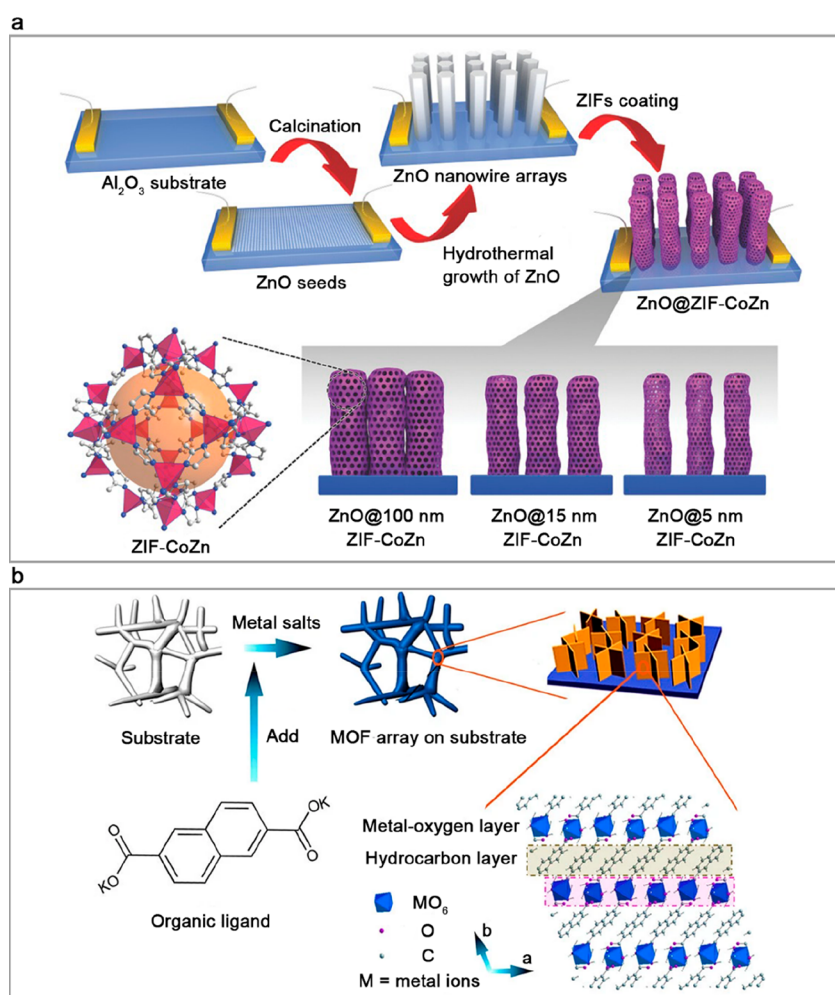 a
Calcination
ZIFs coating
Al₂O₃ substrate
ZnO nanowire arrays
ZnO seeds
Hydrothermal
growth of ZnO
ZnO@ZIF-CoZn
ZIF-CoZn
ZnO@100 nm
ZIF-CoZn
ZnO@15 nm
ZIF-CoZn
ZnO@5 nm
ZIF-CoZn
b
Metal salts
Substrate
Add
MOF array on substrate
O
OK
KO
O
Organic ligand
Metal-oxygen layer
Hydrocarbon layer
MO₆
O
C
M = metal ions
b
a